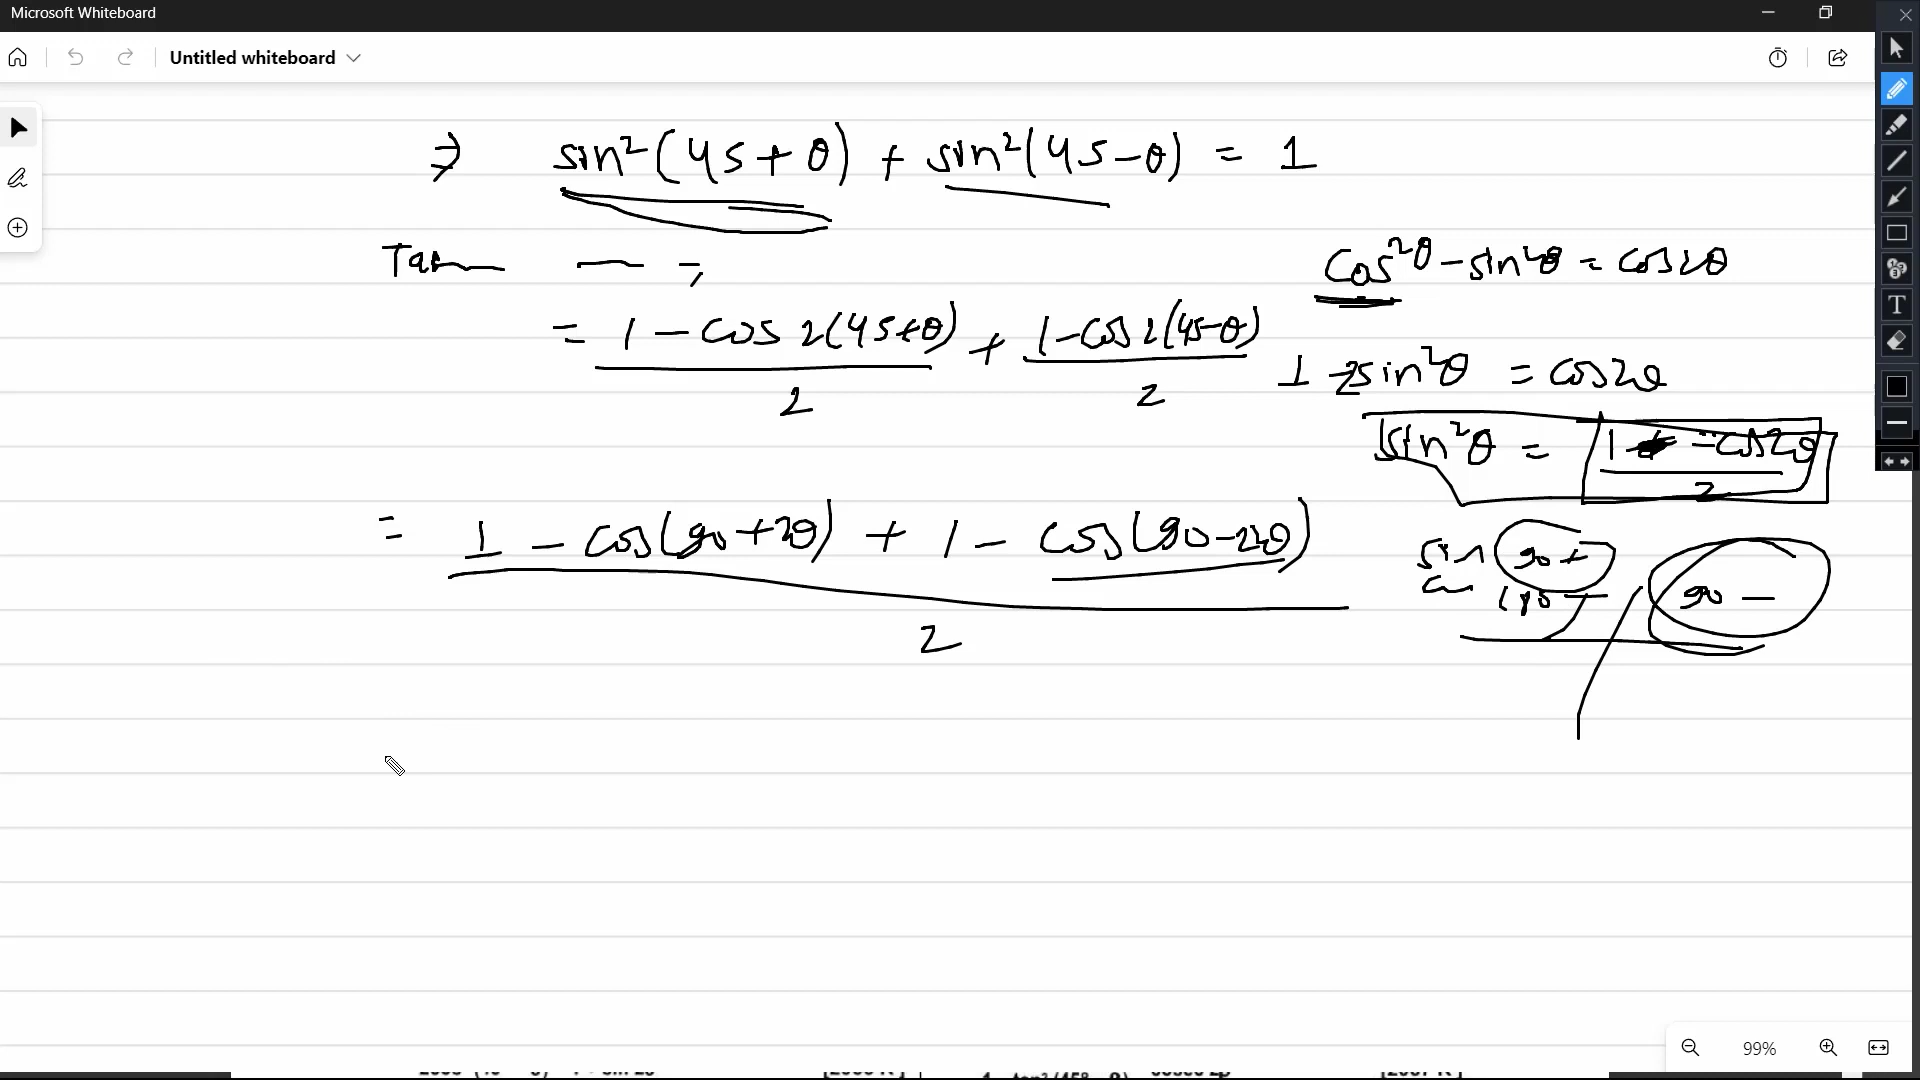 Microsoft Whiteboard
Untitled whiteboard
⇒ sin²(45+θ) + sin²(45-θ) = 1
cos²θ - sin²θ = cos2θ
= 1 - cos 2(45+θ) / 2 + 1 - cos 2(45-θ) / 2
1 - 2sin²θ = cos2θ
sin²θ = 1 - cos2θ / 2
= 1 - cos(90+2θ) + 1 - cos(90-2θ) / 2
sin 90 +
180
90 -
99%